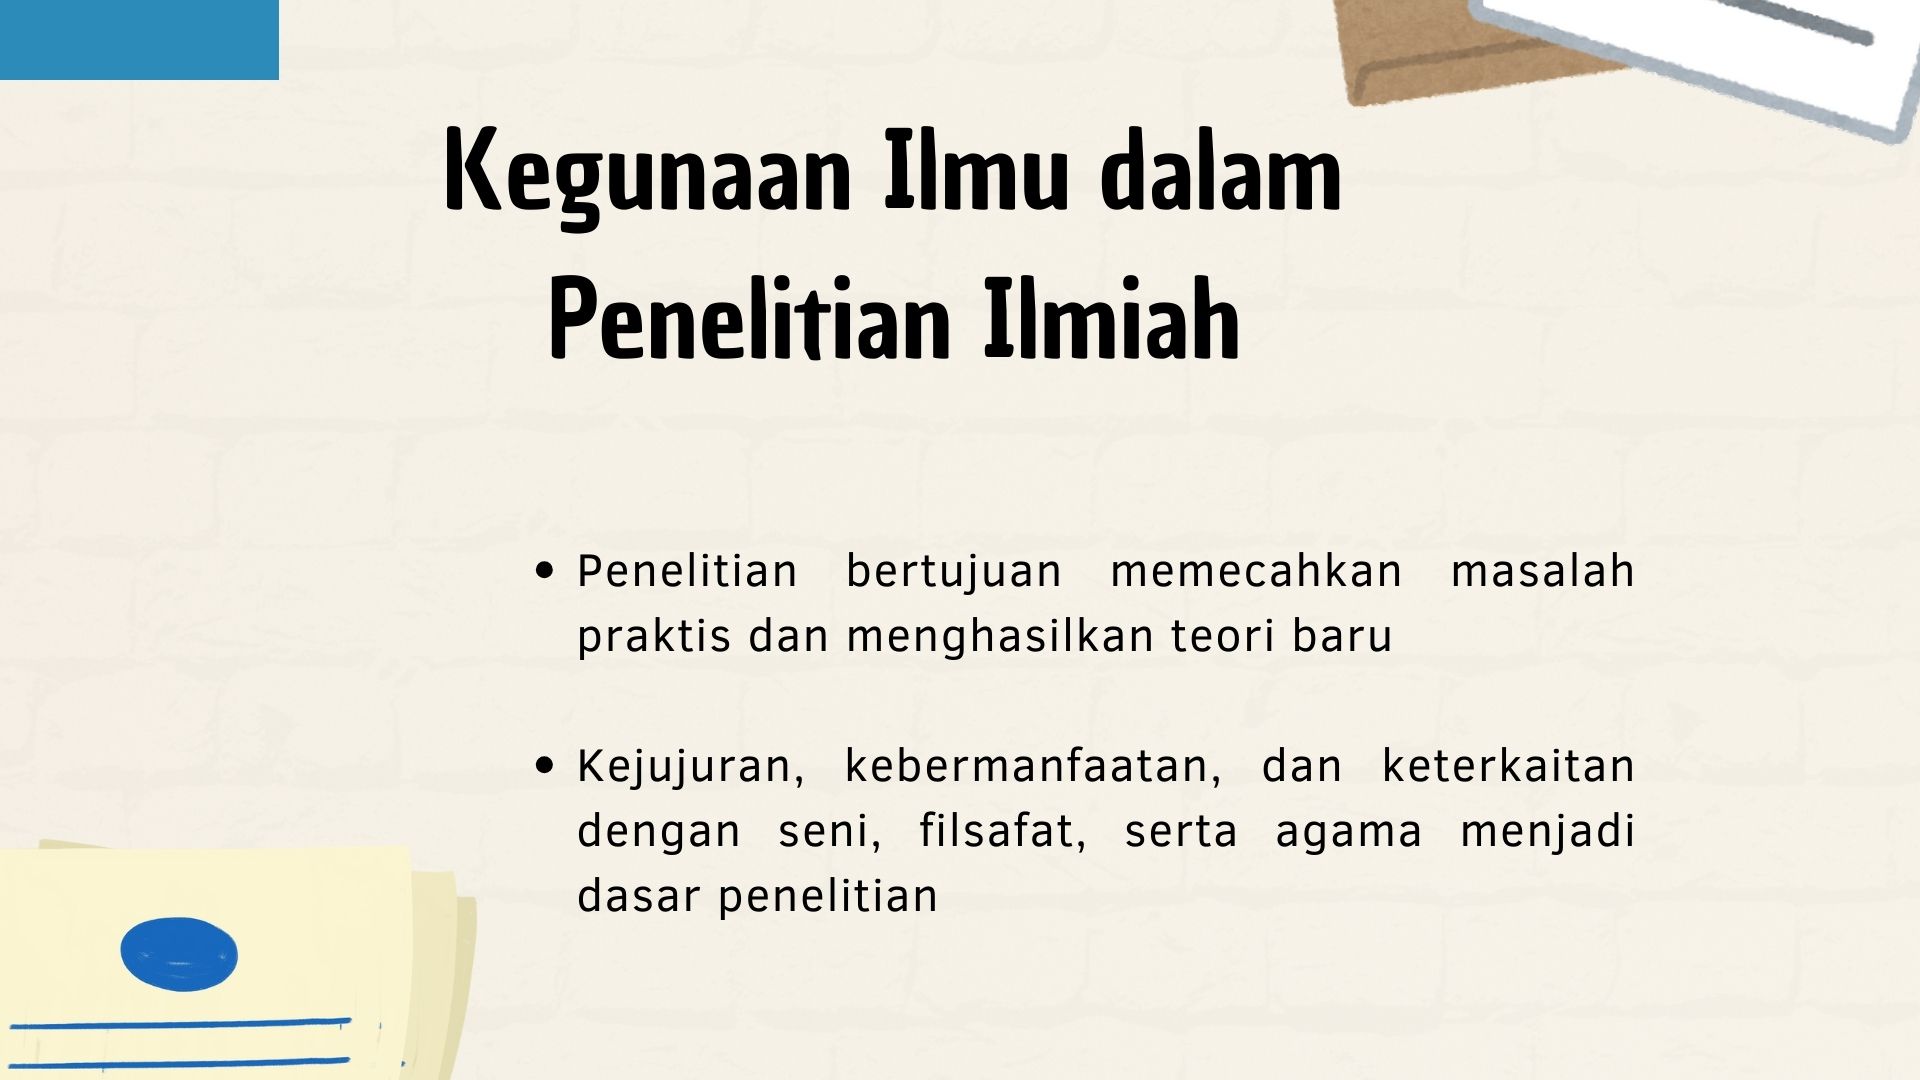 Kegunaan Ilmu dalam
Penelitian Ilmiah
• Penelitian bertujuan memecahkan masalah
praktis dan menghasilkan teori baru
• Kejujuran, kebermanfaatan, dan keterkaitan
dengan seni, filsafat, serta agama menjadi
dasar penelitian